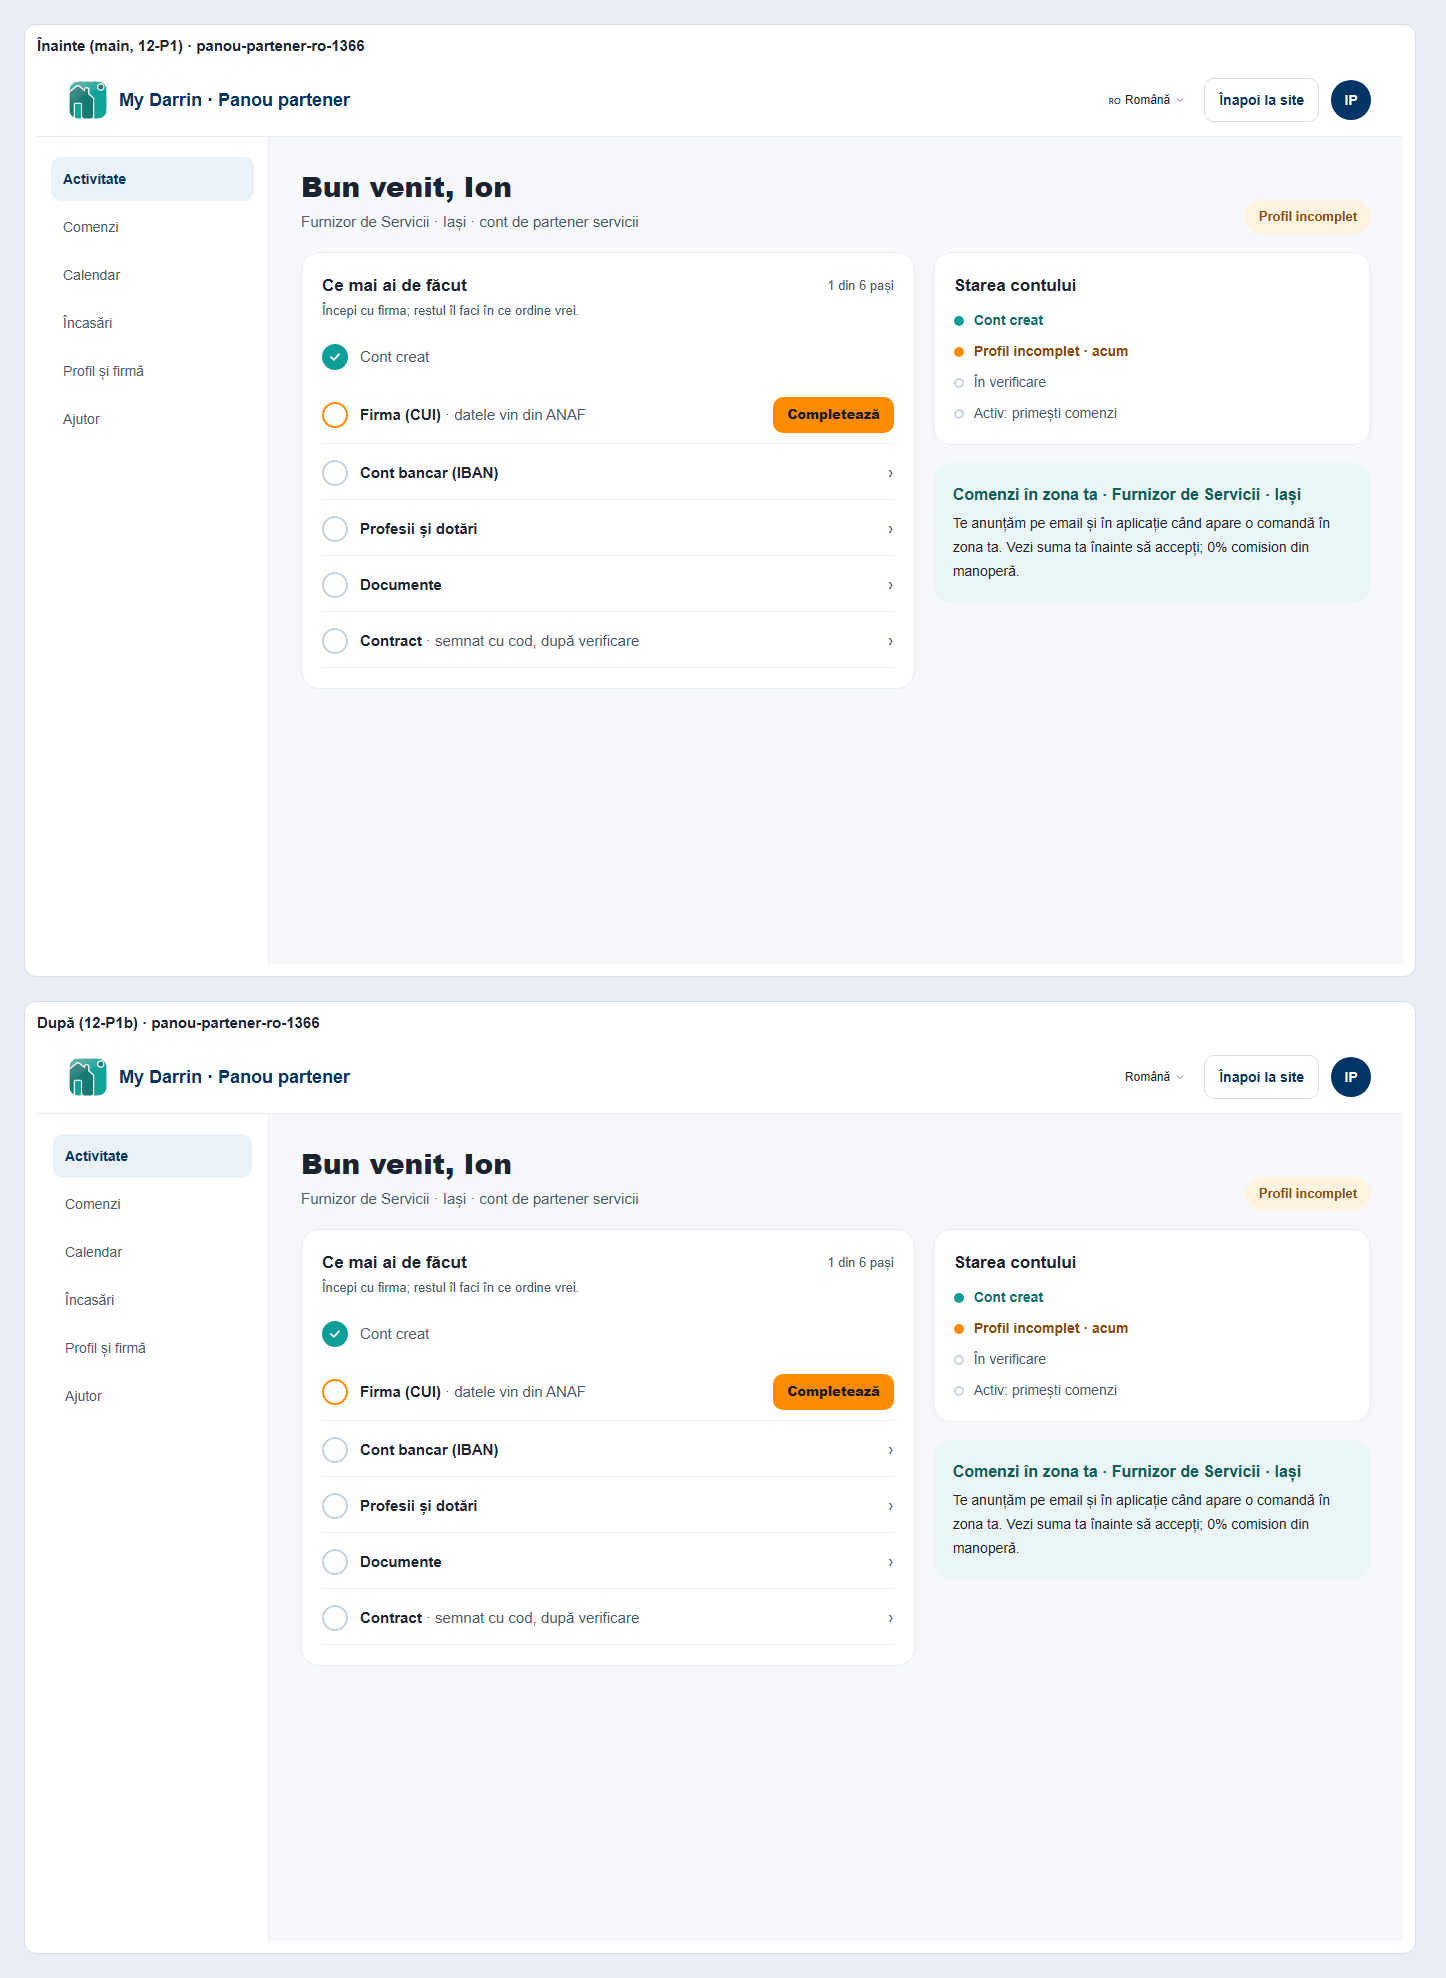 Înainte (main, 12-P1) · panou-partener-ro-1366
My Darrin · Panou partener
RO Română
Înapoi la site
IP
Activitate
Comenzi
Calendar
Încasări
Profil și firmă
Ajutor
Bun venit, Ion
Furnizor de Servicii · Iași · cont de partener servicii
Profil incomplet
Ce mai ai de făcut
1 din 6 pași
Începi cu firma; restul îl faci în ce ordine vrei.
Cont creat
Firma (CUI) · datele vin din ANAF
Completează
Cont bancar (IBAN)
Profesii și dotări
Documente
Contract · semnat cu cod, după verificare
Starea contului
Cont creat
Profil incomplet · acum
În verificare
Activ: primești comenzi
Comenzi în zona ta · Furnizor de Servicii · Iași
Te anunțăm pe email și în aplicație când apare o comandă în
zona ta. Vezi suma ta înainte să accepți; 0% comision din
manoperă.
După (12-P1b) · panou-partener-ro-1366
My Darrin · Panou partener
Română
Înapoi la site
IP
Activitate
Comenzi
Calendar
Încasări
Profil și firmă
Ajutor
Bun venit, Ion
Furnizor de Servicii · Iași · cont de partener servicii
Profil incomplet
Ce mai ai de făcut
1 din 6 pași
Începi cu firma; restul îl faci în ce ordine vrei.
Cont creat
Firma (CUI) · datele vin din ANAF
Completează
Cont bancar (IBAN)
Profesii și dotări
Documente
Contract · semnat cu cod, după verificare
Starea contului
Cont creat
Profil incomplet · acum
În verificare
Activ: primești comenzi
Comenzi în zona ta · Furnizor de Servicii · Iași
Te anunțăm pe email și în aplicație când apare o comandă în
zona ta. Vezi suma ta înainte să accepți; 0% comision din
manoperă.